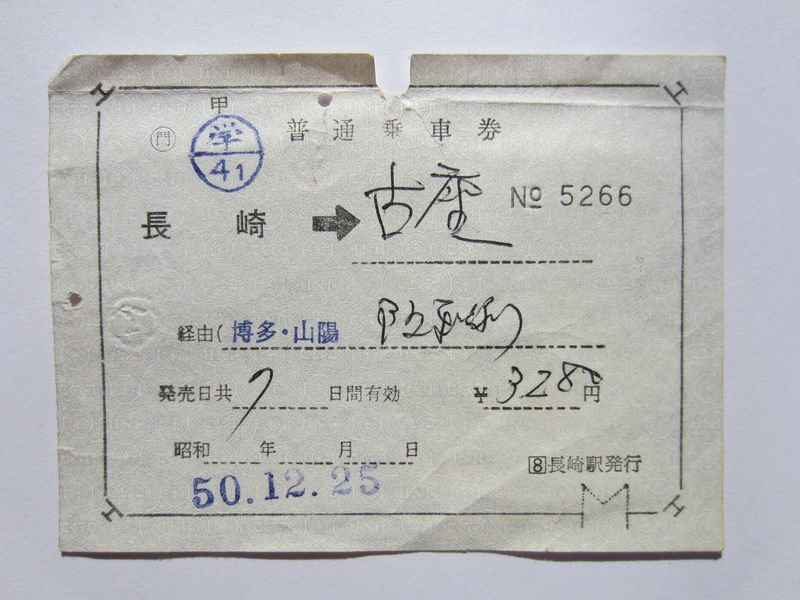 甲
門 学 41 普通乗車券
長崎 ➡ 古座 № 5266
経由( 博多・山陽
発売日共 7 日間有効 ¥ 3280 円
昭和 年 月 日
50.12.25
8 長崎駅発行
M